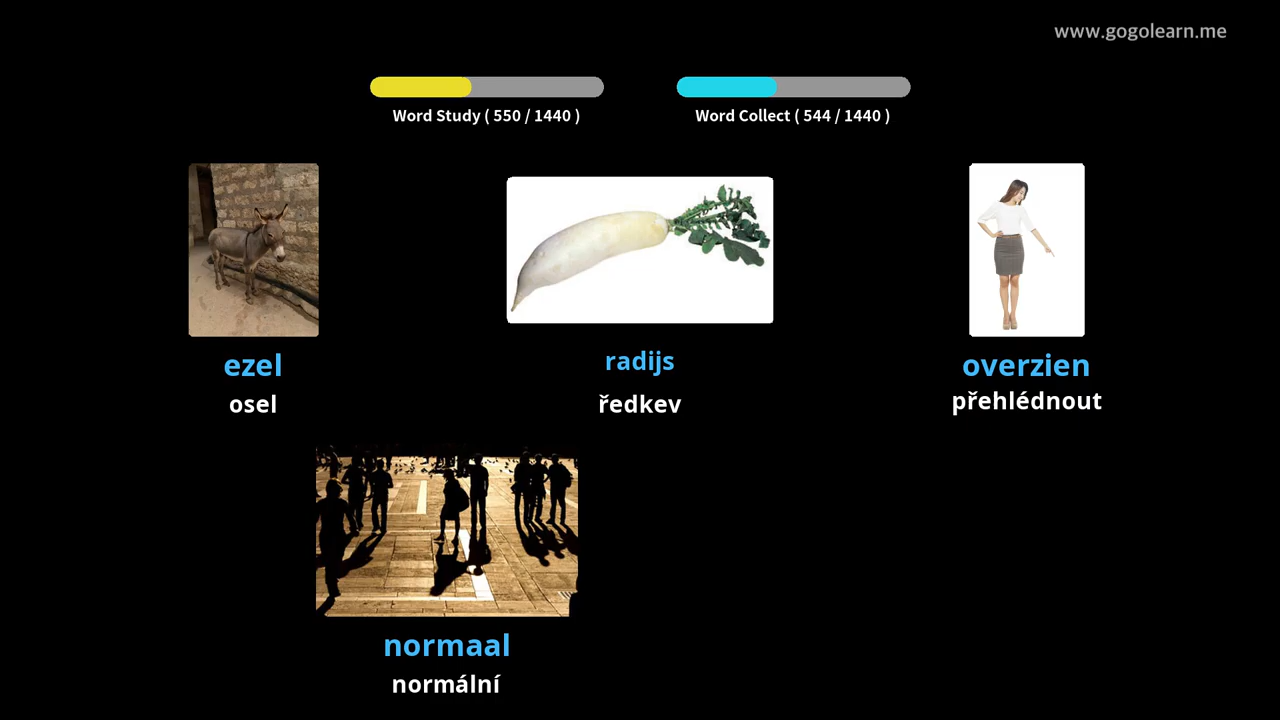 www.gogolearn.me
Word Study ( 550 / 1440 )
Word Collect ( 544 / 1440 )
ezel
osel
radijs
ředkev
overzien
přehlédnout
normaal
normální